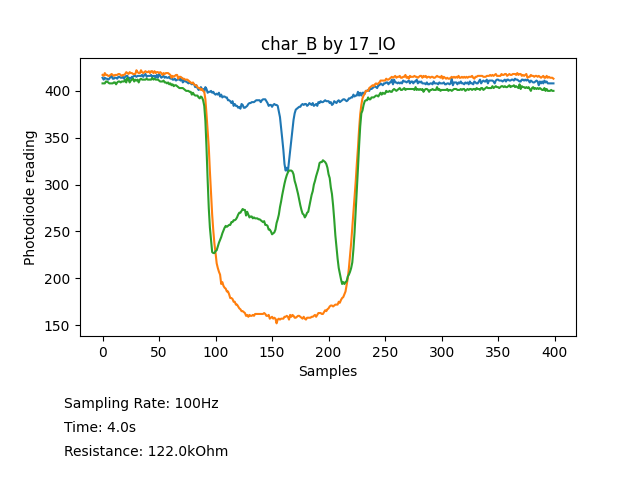 char_B by 17_IO
Photodiode reading
400
350
300
250
200
150
0 50 100 150 200 250 300 350 400
Samples
Sampling Rate: 100Hz
Time: 4.0s
Resistance: 122.0kOhm